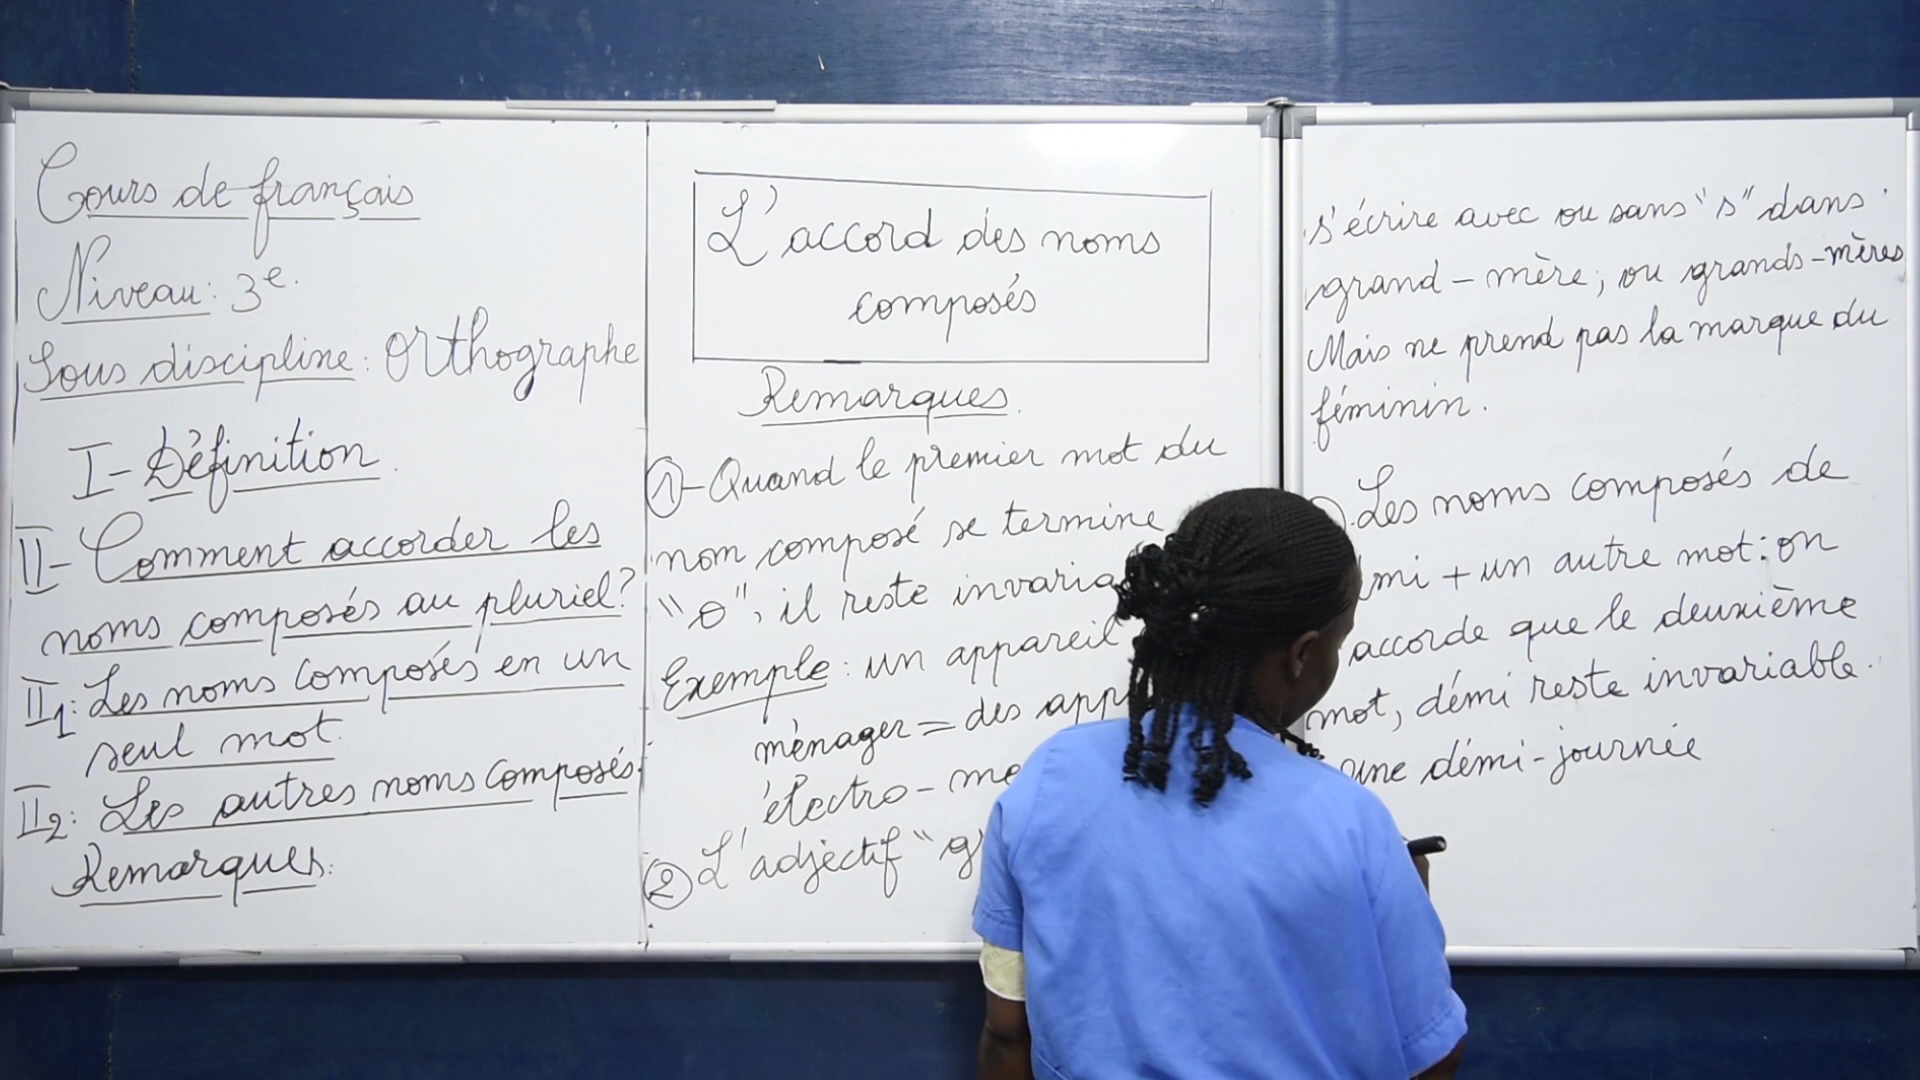 Cours de français
Niveau: 3e.
Sous discipline: Orthographe
I- Définition.
II- Comment accorder les
noms composés au pluriel?
II1: Les noms composés en un
seul mot.
II2: Les autres noms composés.
Remarques:
L'accord des noms
composés
Remarques.
1- Quand le premier mot du
nom composé se termine
"o", il reste
Exemple: un appareil
ménager = des
électro-
2 L'adjectif
s'écrire avec ou sans "s" dans
grand-mère; ou grands-mères
Mais ne prend pas la marque du
féminin.
Les noms composés de
+ un autre mot: on
accorde que le deuxième
mot, démi reste invariable.
une démi-journée